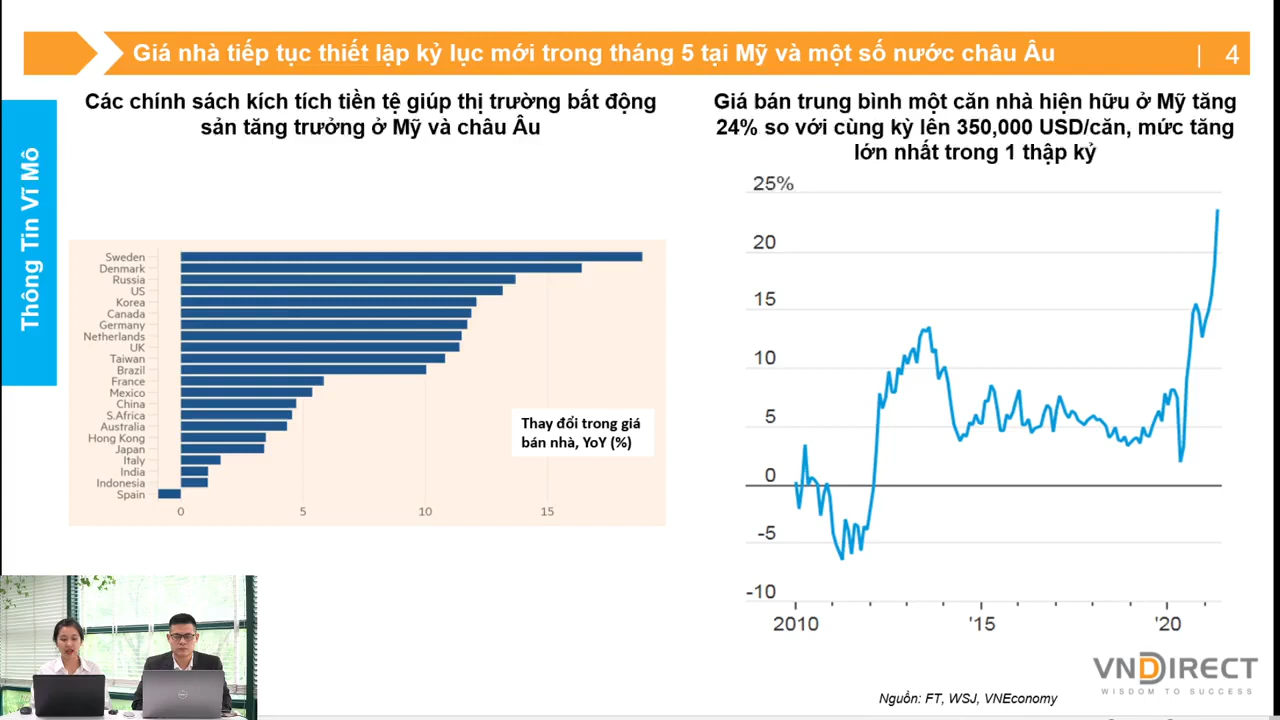 Giá nhà tiếp tục thiết lập kỷ lục mới trong tháng 5 tại Mỹ và một số nước châu Âu
| 4
Thông Tin Vĩ Mô
Các chính sách kích tích tiền tệ giúp thị trường bất động
sản tăng trưởng ở Mỹ và châu Âu
Sweden
Denmark
Russia
US
Korea
Canada
Germany
Netherlands
UK
Taiwan
Brazil
France
Mexico
China
S.Africa
Australia
Hong Kong
Japan
Italy
India
Indonesia
Spain
0 5 10 15
Thay đổi trong giá
bán nhà, YoY (%)
Giá bán trung bình một căn nhà hiện hữu ở Mỹ tăng
24% so với cùng kỳ lên 350,000 USD/căn, mức tăng
lớn nhất trong 1 thập kỷ
25%
20
15
10
5
0
-5
-10
2010 '15 '20
VNDIRECT
WISDOM TO SUCCESS
Nguồn: FT, WSJ, VNEconomy
DELL